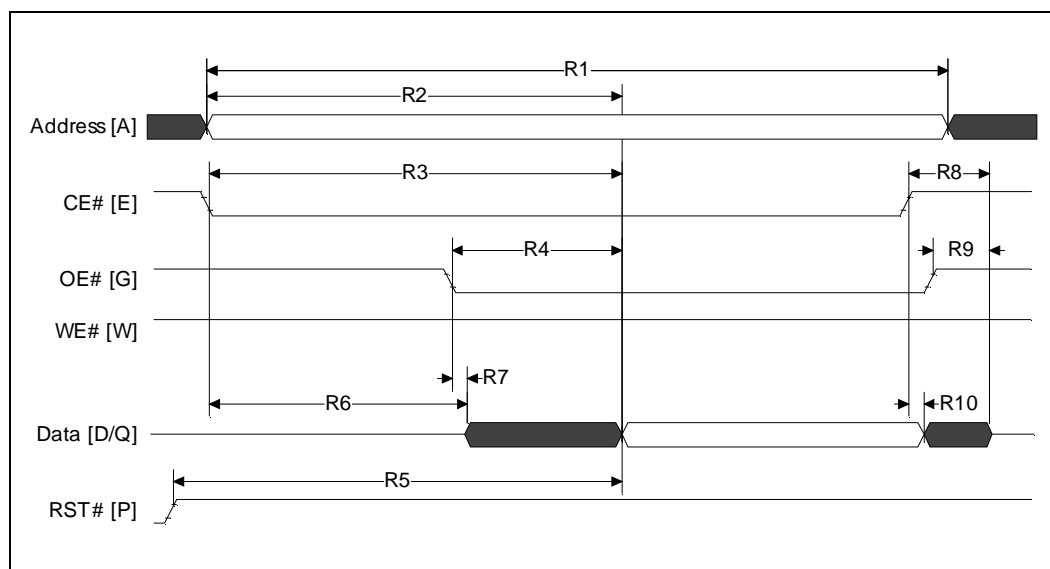 R1
R2
Address [A]
R3
R8
CE# [E]
R4
R9
OE# [G]
WE# [W]
R7
R6
R10
Data [D/Q]
R5
RST# [P]